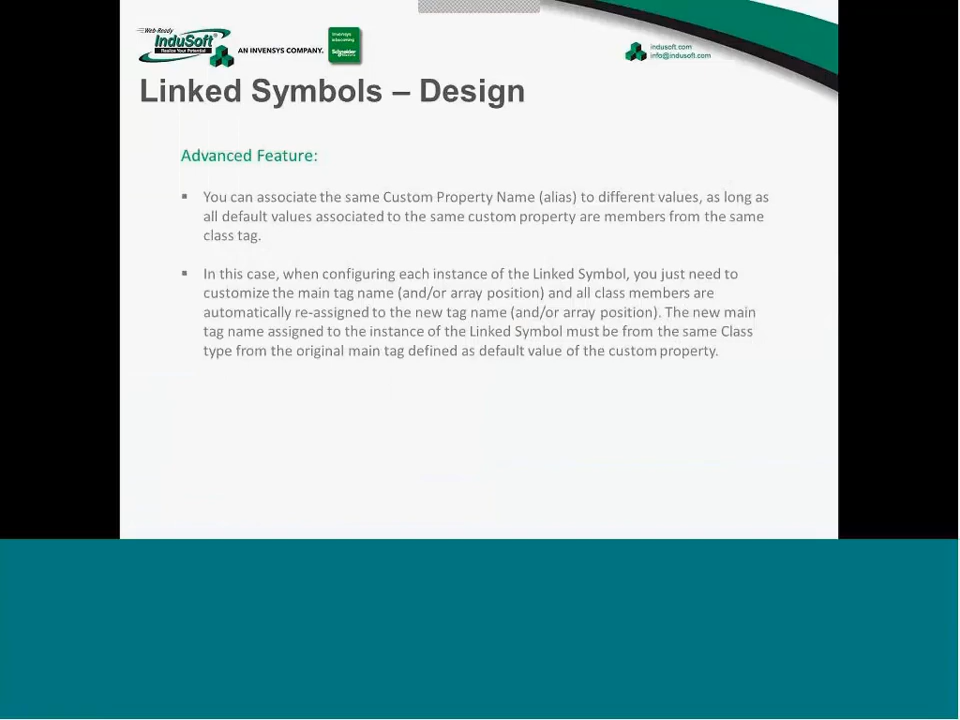 Web-Ready
InduSoft®
Realize Your Potential
AN INVENSYS COMPANY.
Invensys
is becoming
Schneider
Electric
indusoft.com
info@indusoft.com
Linked Symbols – Design
Advanced Feature:
▪ You can associate the same Custom Property Name (alias) to different values, as long as
all default values associated to the same custom property are members from the same
class tag.
▪ In this case, when configuring each instance of the Linked Symbol, you just need to
customize the main tag name (and/or array position) and all class members are
automatically re-assigned to the new tag name (and/or array position). The new main
tag name assigned to the instance of the Linked Symbol must be from the same Class
type from the original main tag defined as default value of the custom property.